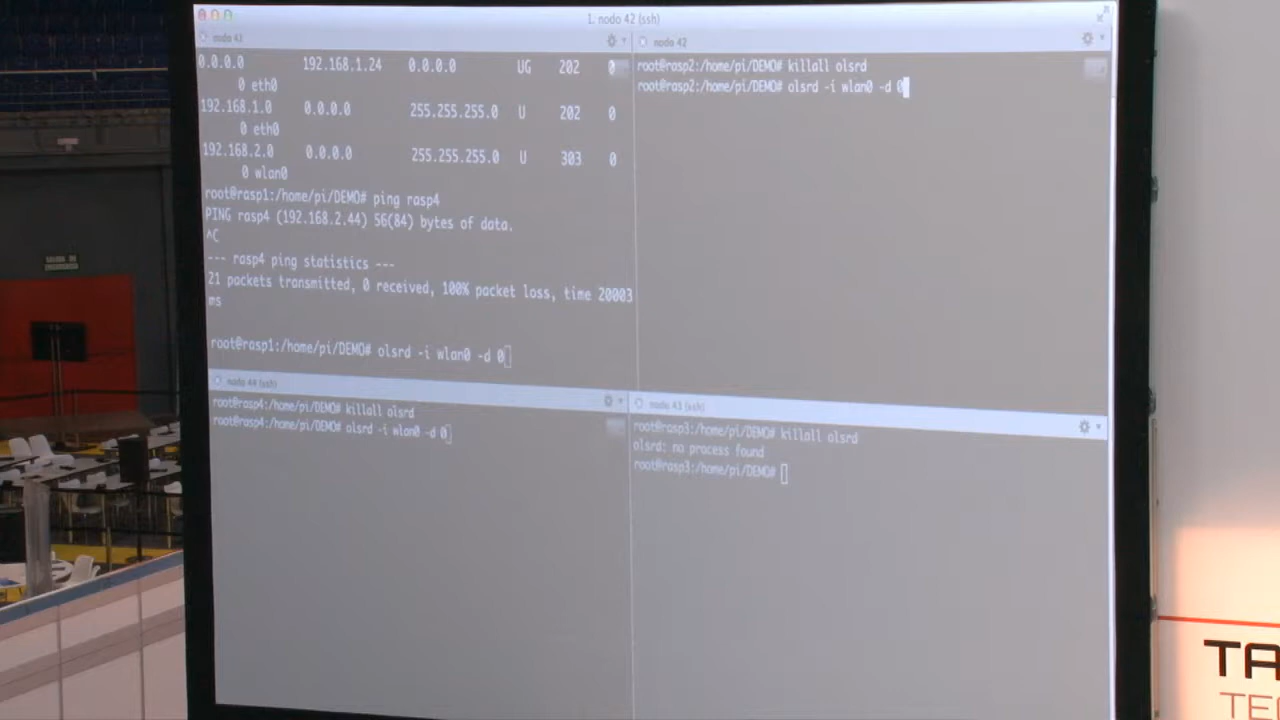 1. nodo 42 (ssh)
nodo 42
0.0.0.0 192.168.1.24 0.0.0.0 UG 202 0
0 eth0
192.168.1.0 0.0.0.0 255.255.255.0 U 202 0
0 eth0
192.168.2.0 0.0.0.0 255.255.255.0 U 303 0
0 wlan0
root@rasp1:/home/pi/DEMO# ping rasp4
PING rasp4 (192.168.2.44) 56(84) bytes of data.
^C
--- rasp4 ping statistics ---
21 packets transmitted, 0 received, 100% packet loss, time 20003
ms
root@rasp1:/home/pi/DEMO# olsrd -i wlan0 -d 0
nodo 42
root@rasp2:/home/pi/DEMO# killall olsrd
root@rasp2:/home/pi/DEMO# olsrd -i wlan0 -d 0
nodo 44 (ssh)
root@rasp4:/home/pi/DEMO# killall olsrd
root@rasp4:/home/pi/DEMO# olsrd -i wlan0 -d 0
nodo 43 (ssh)
root@rasp3:/home/pi/DEMO# killall olsrd
olsrd: no process found
root@rasp3:/home/pi/DEMO#
SALIDA DE
TA
TE